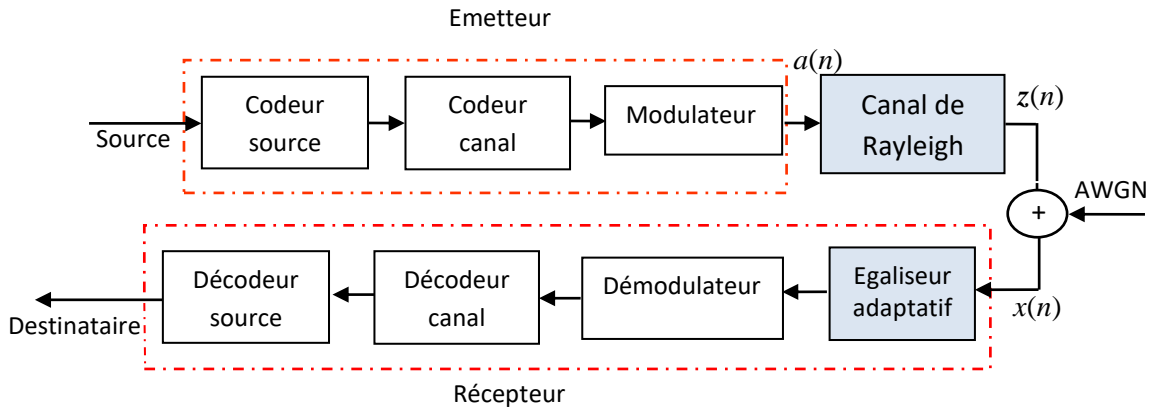 Emetteur
Source
Codeur
source
Codeur
canal
Modulateur
a(n)
Canal de
Rayleigh
z(n)
AWGN
+
x(n)
Egaliseur
adaptatif
Démodulateur
Décodeur
canal
Décodeur
source
Destinataire
Récepteur